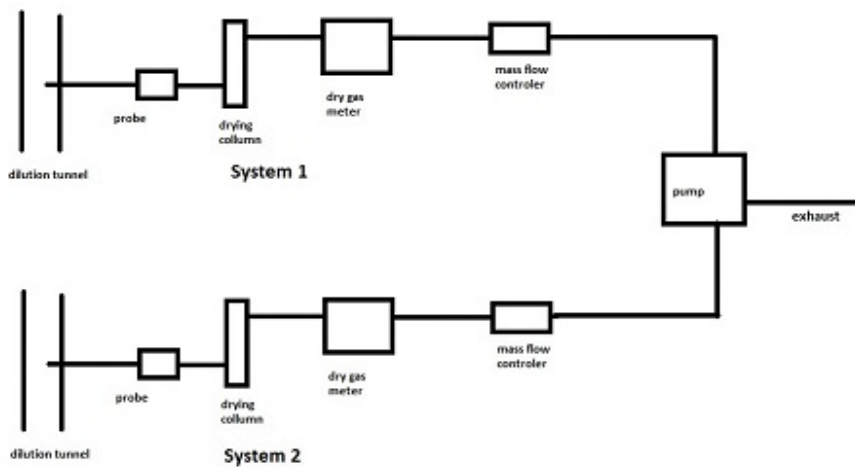 probe
drying
collumn
dry gas
meter
mass flow
controler
dilution tunnel
System 1
pump
exhaust
probe
drying
collumn
dry gas
meter
mass flow
controler
dilution tunnel
System 2